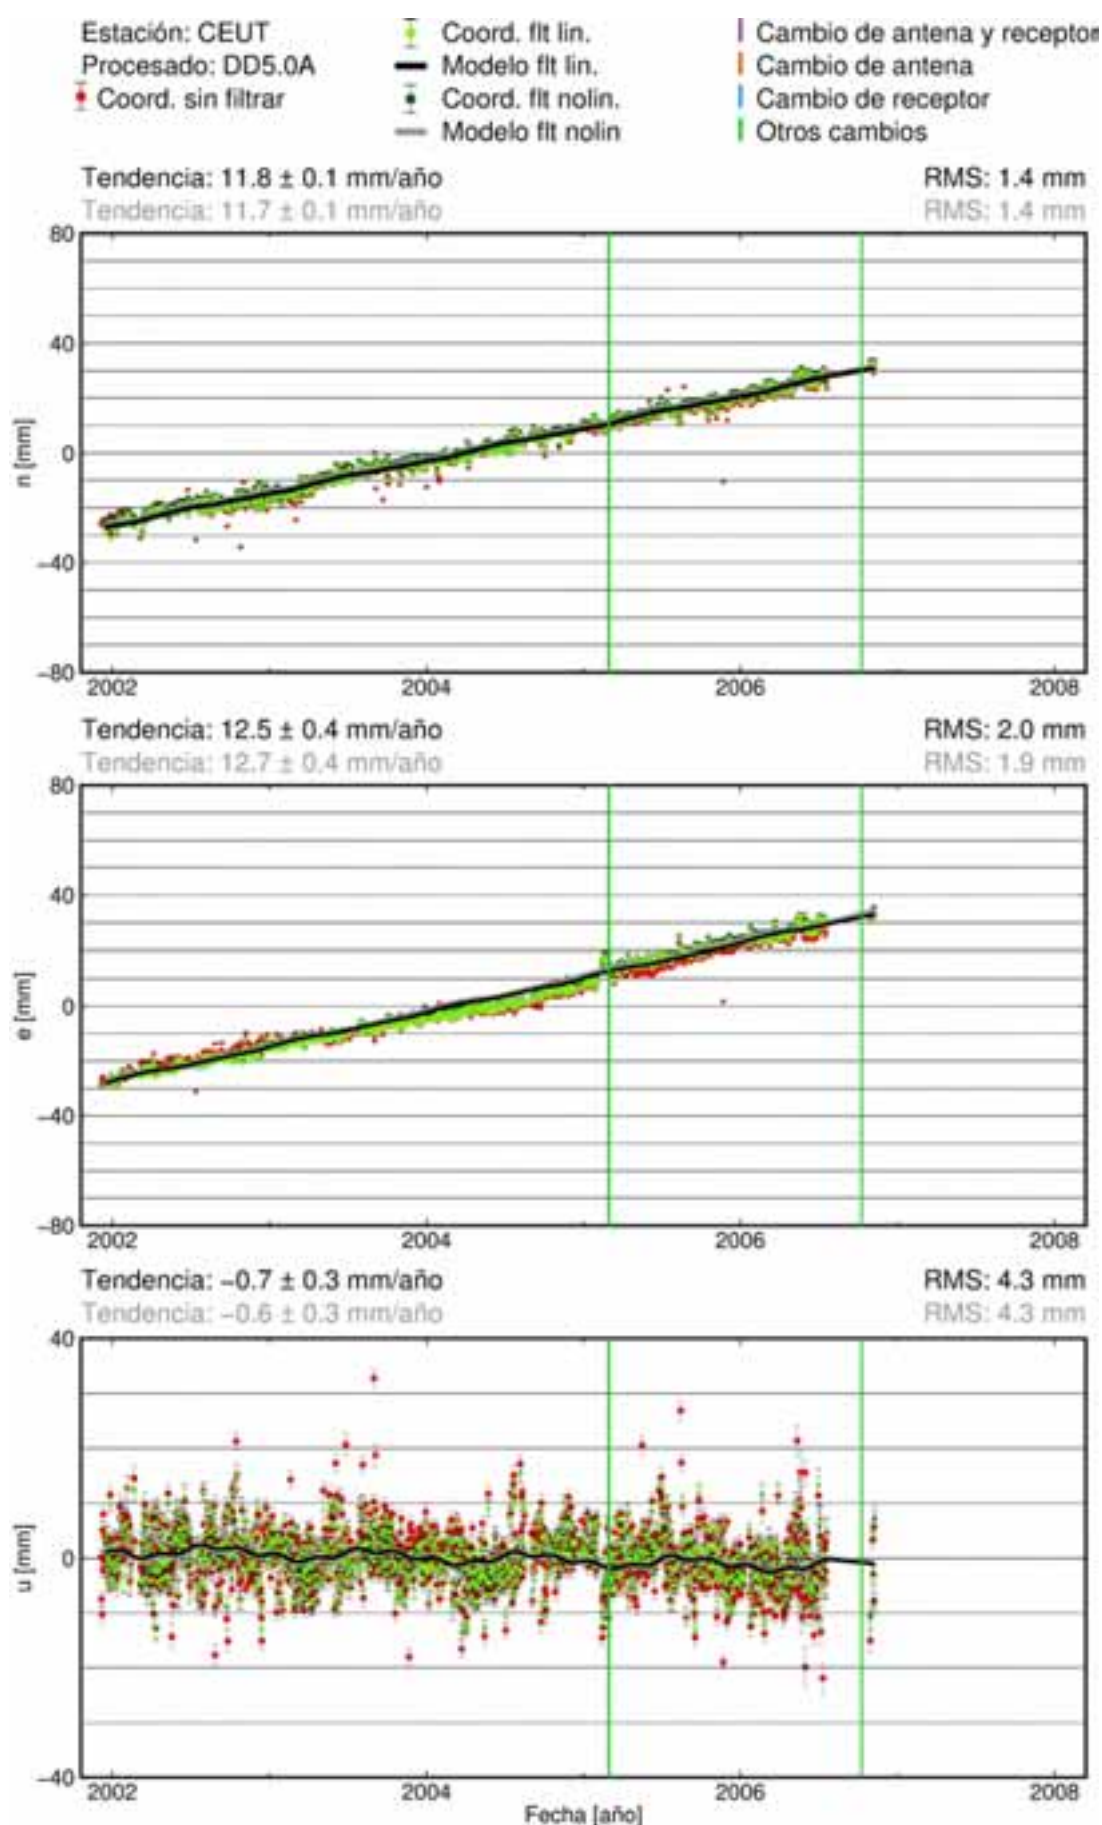 Estación: CEUT
Procesado: DD5.0A
Coord. sin filtrar
Coord. flt lin.
Modelo flt lin.
Coord. flt nolin.
Modelo flt nolin
Cambio de antena y receptor
Cambio de antena
Cambio de receptor
Otros cambios
Tendencia: 11.8 ± 0.1 mm/año RMS: 1.4 mm
Tendencia: 11.7 ± 0.1 mm/año RMS: 1.4 mm
80
40
0
−40
−80
n [mm]
2002 2004 2006 2008
Tendencia: 12.5 ± 0.4 mm/año RMS: 2.0 mm
Tendencia: 12.7 ± 0.4 mm/año RMS: 1.9 mm
80
40
0
−40
−80
e [mm]
2002 2004 2006 2008
Tendencia: −0.7 ± 0.3 mm/año RMS: 4.3 mm
Tendencia: −0.6 ± 0.3 mm/año RMS: 4.3 mm
40
0
−40
u [mm]
2002 2004 2006 2008
Fecha [año]